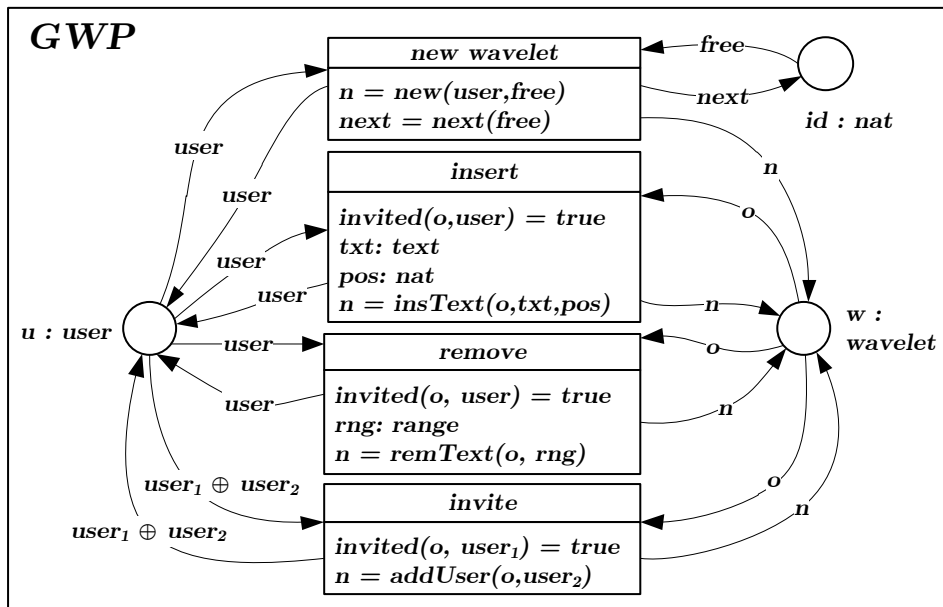 GWP
new wavelet
n = new(user,free)
next = next(free)
free
next
id : nat
user
user
n
insert
invited(o,user) = true
txt: text
pos: nat
n = insText(o,txt,pos)
user
user
o
n
u : user
w :
wavelet
remove
invited(o, user) = true
rng: range
n = remText(o, rng)
user
user
o
n
invite
invited(o, user₁) = true
n = addUser(o,user₂)
user₁ ⊕ user₂
user₁ ⊕ user₂
o
n